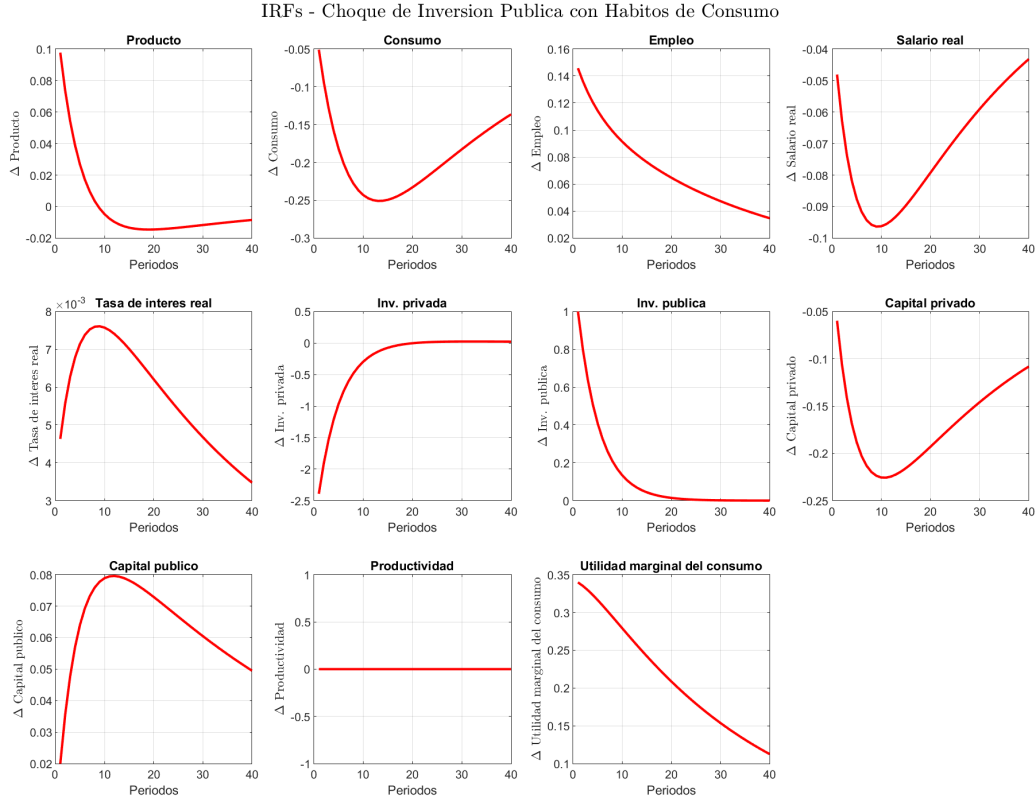 IRFs - Choque de Inversion Publica con Habitos de Consumo
Producto
Δ Producto
0.1
0.08
0.06
0.04
0.02
0
-0.02
0 10 20 30 40
Periodos
Consumo
Δ Consumo
-0.05
-0.1
-0.15
-0.2
-0.25
-0.3
0 10 20 30 40
Periodos
Empleo
Δ Empleo
0.16
0.14
0.12
0.1
0.08
0.06
0.04
0.02
0 10 20 30 40
Periodos
Salario real
Δ Salario real
-0.04
-0.05
-0.06
-0.07
-0.08
-0.09
-0.1
0 10 20 30 40
Periodos
Tasa de interes real
×10⁻³
Δ Tasa de interes real
8
7
6
5
4
3
0 10 20 30 40
Periodos
Inv. privada
Δ Inv. privada
0.5
0
-0.5
-1
-1.5
-2
-2.5
0 10 20 30 40
Periodos
Inv. publica
Δ Inv. publica
1
0.8
0.6
0.4
0.2
0
0 10 20 30 40
Periodos
Capital privado
Δ Capital privado
-0.05
-0.1
-0.15
-0.2
-0.25
0 10 20 30 40
Periodos
Capital publico
Δ Capital publico
0.08
0.07
0.06
0.05
0.04
0.03
0.02
0 10 20 30 40
Periodos
Productividad
Δ Productividad
1
0.5
0
-0.5
-1
0 10 20 30 40
Periodos
Utilidad marginal del consumo
Δ Utilidad marginal del consumo
0.35
0.3
0.25
0.2
0.15
0.1
0 10 20 30 40
Periodos